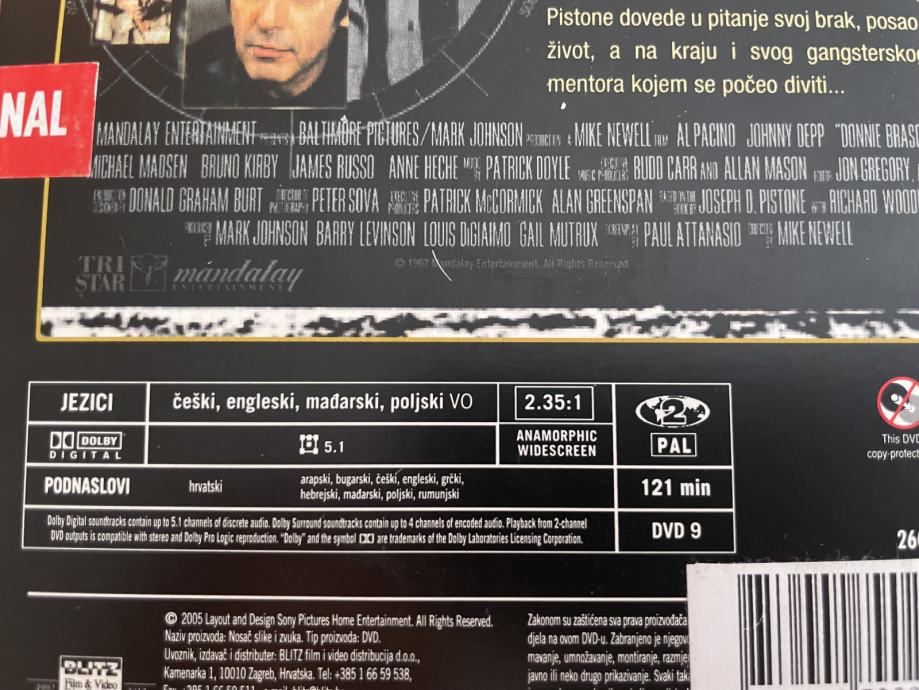 Pistone dovede u pitanje svoj brak, posao
život, a na kraju i svog gangsterskog
mentora kojem se počeo diviti...
NAL
MANDALAY ENTERTAINMENT BALTIMORE PICTURES/MARK JOHNSON MIKE NEWELL AL PACINO JOHNNY DEPP "DONNIE BRAS
MICHAEL MADSEN BRUNO KIRBY JAMES RUSSO ANNE HECHE PATRICK DOYLE BUDD CARR AND ALLAN MASON JON GREGORY,
DONALD GRAHAM BURT PETER SOVA PATRICK McCORMICK ALAN GREENSPAN JOSEPH D. PISTONE RICHARD WOOD
MARK JOHNSON BARRY LEVINSON LOUIS DiGIAIMO GAIL MUTRUX PAUL ATTANASIO MIKE NEWELL
TRI STAR mandalay ENTERTAINMENT
© 1997 Mandalay Entertainment. All Rights Reserved
JEZICI češki, engleski, mađarski, poljski VO 2.35:1 2
DOLBY DIGITAL 5.1 ANAMORPHIC WIDESCREEN PAL
PODNASLOVI hrvatski arapski, bugarski, češki, engleski, grčki,
hebrejski, mađarski, poljski, rumunjski
121 min
Dolby Digital soundtracks contain up to 5.1 channels of discrete audio. Dolby Surround soundtracks contain up to 4 channels of encoded audio. Playback from 2-channel
DVD outputs is compatible with stereo and Dolby Pro Logic reproduction. "Dolby" and the symbol are trademarks of the Dolby Laboratories Licensing Corporation.
DVD 9
This DVD
copy-protect
260
© 2005 Layout and Design Sony Pictures Home Entertainment. All Rights Reserved.
Naziv proizvoda: Nosač slike i zvuka. Tip proizvoda: DVD.
Uvoznik, izdavač i distributer: BLITZ film i video distribucija d.o.o.,
Kamenarka 1, 10010 Zagreb, Hrvatska. Tel: +385 1 66 59 538,
BLITZ
Film & Video
Zakonom su zaštićena sva prava proizvođača
djela na ovom DVD-u. Zabranjeno je njegov
mavanje, umnožavanje, montiranje, razmje
javno ili neko drugo prikazivanje. Svaki tak